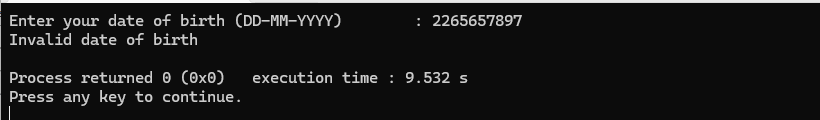 Enter your date of birth (DD-MM-YYYY)        : 2265657897
Invalid date of birth
Process returned 0 (0x0)   execution time : 9.532 s
Press any key to continue.